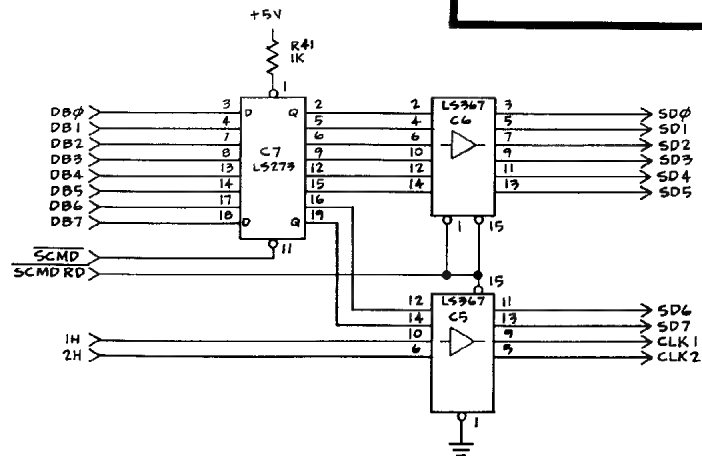 +5V
R41
1K
1
DBØ 3 D Q 2 2 LS367 3 SDØ
DB1 4 5 4 C6 5 SD1
DB2 7 6 6 7 SD2
DB3 8 C7 9 10 9 SD3
DB4 13 LS273 12 12 11 SD4
DB5 14 15 14 13 SD5
DB6 17 16
DB7 18 D Q 19
1 15
SCMD 11
SCMDRD
15
12 LS367 11 SD6
14 C5 13 SD7
1H 10 9 CLK1
2H 6 CLK2
1